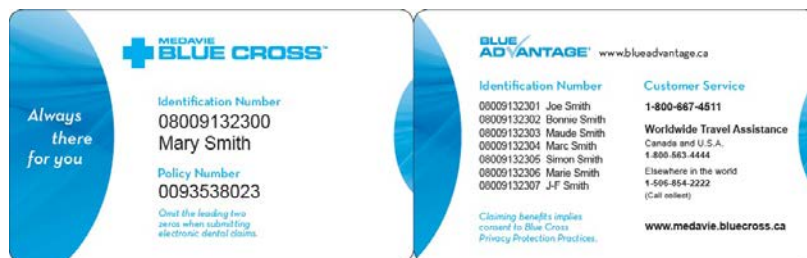 MEDAVIE
BLUE CROSS™
Always
there
for you
Identification Number
08009132300
Mary Smith
Policy Number
0093538023
Omit the leading two
zeros when submitting
electronic dental claims.
BLUE
ADVANTAGE® www.blueadvantage.ca
Identification Number
08009132301 Joe Smith
08009132302 Bonnie Smith
08009132303 Maude Smith
08009132304 Marc Smith
08009132305 Simon Smith
08009132306 Marie Smith
08009132307 J-F Smith
Claiming benefits implies
consent to Blue Cross
Privacy Protection Practices.
Customer Service
1-800-667-4511
Worldwide Travel Assistance
Canada and U.S.A.
1-800-563-4444
Elsewhere in the world
1-506-854-2222
(Call collect)
www.medavie.bluecross.ca